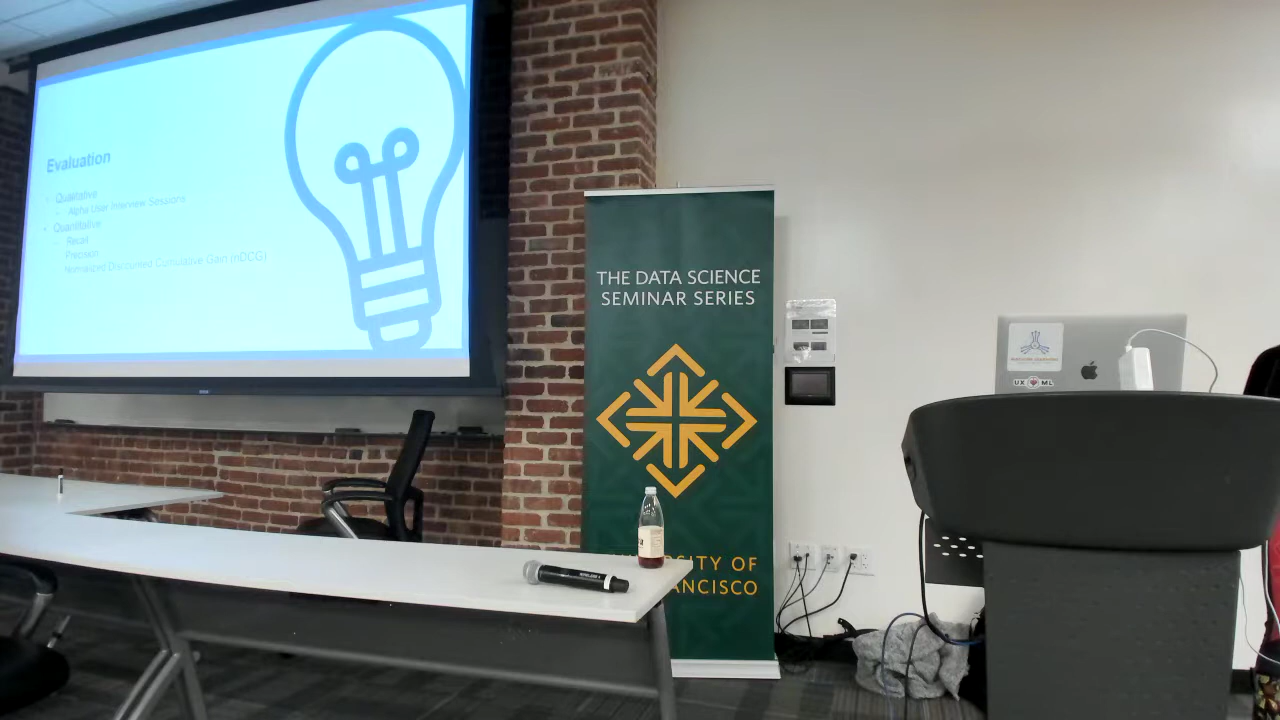 Evaluation
Qualitative
Alpha User Interview Sessions
Quantitative
Recall
Precision
Normalized Discounted Cumulative Gain (nDCG)
THE DATA SCIENCE
SEMINAR SERIES
SITY OF
ANCISCO
UX ML